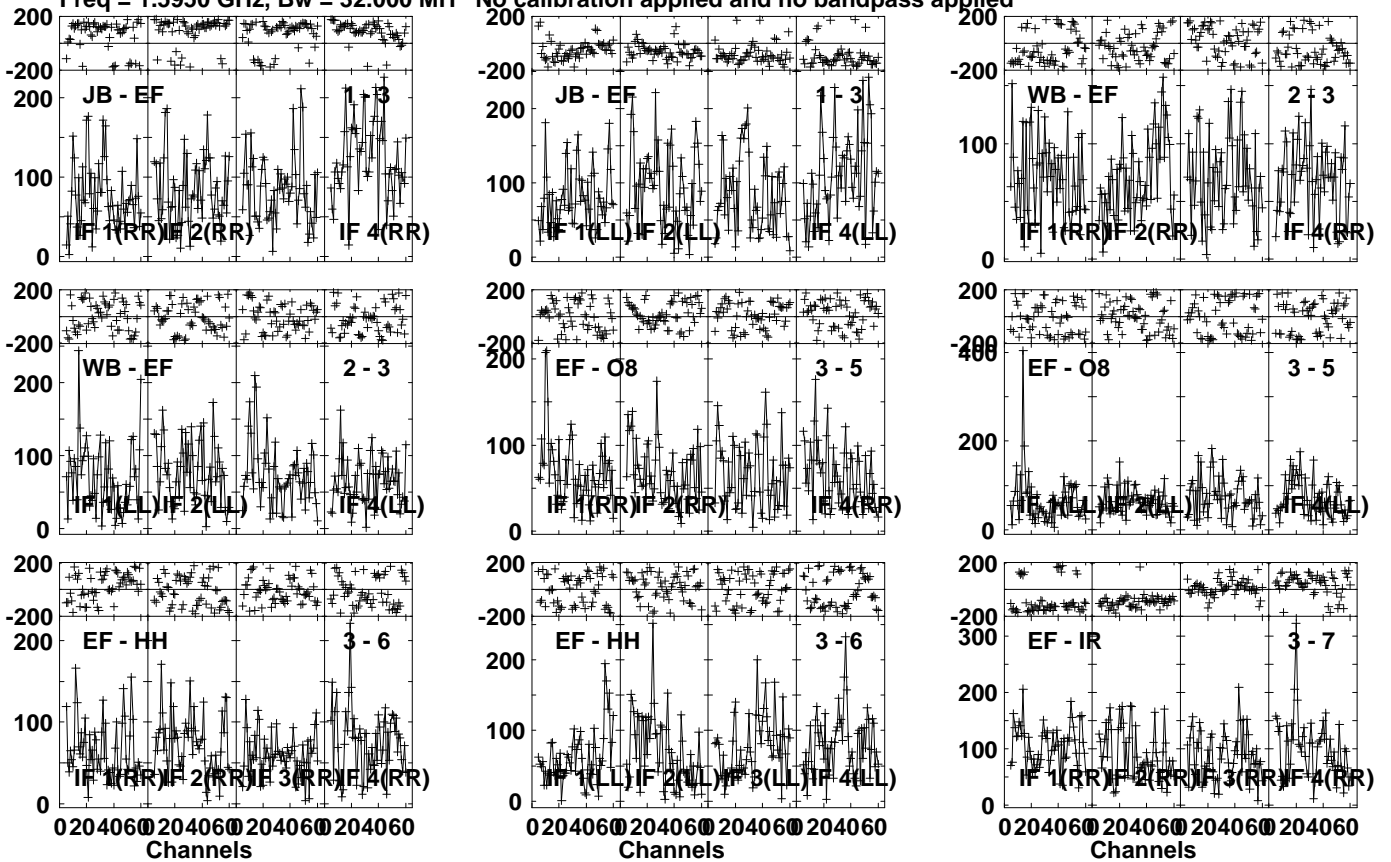 Freq = 1.5950 GHz, Bw = 32.000 MH No calibration applied and no bandpass applied
200
-200
JB - EF 1 - 3
200
100
0
IF 1(RR) IF 2(RR) IF 4(RR)
200
-200
JB - EF 1 - 3
200
100
0
IF 1(LL) IF 2(LL) IF 4(LL)
200
-200
WB - EF 2 - 3
100
0
IF 1(RR) IF 2(RR) IF 4(RR)
200
-200
WB - EF 2 - 3
200
100
0
IF 1(LL) IF 2(LL) IF 4(LL)
200
-200
EF - O8 3 - 5
200
100
0
IF 1(RR) IF 2(RR) IF 4(RR)
200
-200
EF - O8 3 - 5
400
200
0
IF 1(LL) IF 2(LL) IF 4(LL)
200
-200
EF - HH 3 - 6
200
100
0
IF 1(RR) IF 2(RR) IF 3(RR) IF 4(RR)
0 20 40 60 0 20 40 60 0 20 40 60 0 20 40 60
Channels
200
-200
EF - HH 3 - 6
200
100
0
IF 1(LL) IF 2(LL) IF 3(LL) IF 4(LL)
0 20 40 60 0 20 40 60 0 20 40 60 0 20 40 60
Channels
200
-200
EF - IR 3 - 7
300
200
100
0
IF 1(RR) IF 2(RR) IF 3(RR) IF 4(RR)
0 20 40 60 0 20 40 60 0 20 40 60 0 20 40 60
Channels